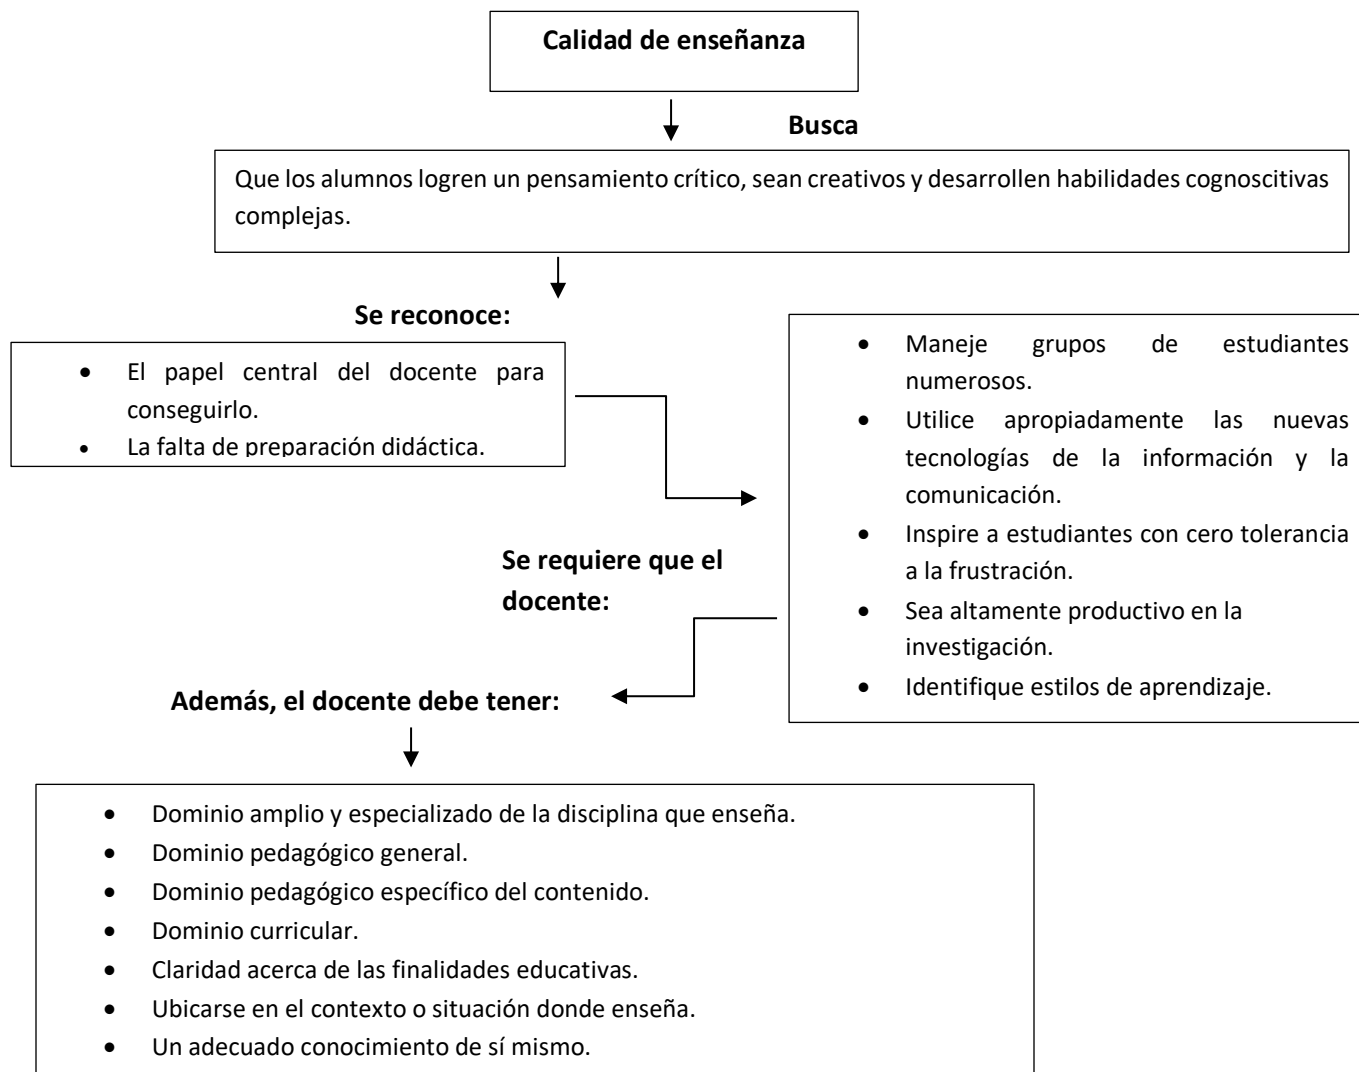 Calidad de enseñanza
Busca
Que los alumnos logren un pensamiento crítico, sean creativos y desarrollen habilidades cognoscitivas
complejas.
Se reconoce:
• El papel central del docente para
conseguirlo.
• La falta de preparación didáctica.
Se requiere que el
docente:
• Maneje grupos de estudiantes
numerosos.
• Utilice apropiadamente las nuevas
tecnologías de la información y la
comunicación.
• Inspire a estudiantes con cero tolerancia
a la frustración.
• Sea altamente productivo en la
investigación.
• Identifique estilos de aprendizaje.
Además, el docente debe tener:
• Dominio amplio y especializado de la disciplina que enseña.
• Dominio pedagógico general.
• Dominio pedagógico específico del contenido.
• Dominio curricular.
• Claridad acerca de las finalidades educativas.
• Ubicarse en el contexto o situación donde enseña.
• Un adecuado conocimiento de sí mismo.